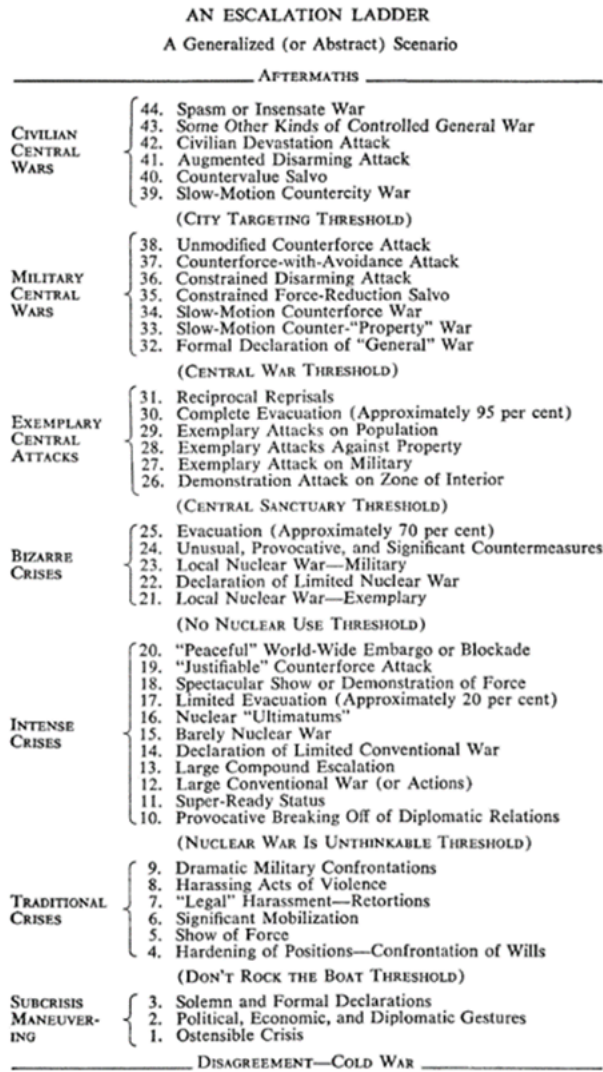 AN ESCALATION LADDER
A Generalized (or Abstract) Scenario
AFTERMATHS
CIVILIAN
CENTRAL
WARS
44. Spasm or Insensate War
43. Some Other Kinds of Controlled General War
42. Civilian Devastation Attack
41. Augmented Disarming Attack
40. Countervalue Salvo
39. Slow-Motion Countercity War
(CITY TARGETING THRESHOLD)
MILITARY
CENTRAL
WARS
38. Unmodified Counterforce Attack
37. Counterforce-with-Avoidance Attack
36. Constrained Disarming Attack
35. Constrained Force-Reduction Salvo
34. Slow-Motion Counterforce War
33. Slow-Motion Counter-"Property" War
32. Formal Declaration of "General" War
(CENTRAL WAR THRESHOLD)
EXEMPLARY
CENTRAL
ATTACKS
31. Reciprocal Reprisals
30. Complete Evacuation (Approximately 95 per cent)
29. Exemplary Attacks on Population
28. Exemplary Attacks Against Property
27. Exemplary Attack on Military
26. Demonstration Attack on Zone of Interior
(CENTRAL SANCTUARY THRESHOLD)
BIZARRE
CRISES
25. Evacuation (Approximately 70 per cent)
24. Unusual, Provocative, and Significant Countermeasures
23. Local Nuclear War—Military
22. Declaration of Limited Nuclear War
21. Local Nuclear War—Exemplary
(NO NUCLEAR USE THRESHOLD)
INTENSE
CRISES
20. "Peaceful" World-Wide Embargo or Blockade
19. "Justifiable" Counterforce Attack
18. Spectacular Show or Demonstration of Force
17. Limited Evacuation (Approximately 20 per cent)
16. Nuclear "Ultimatums"
15. Barely Nuclear War
14. Declaration of Limited Conventional War
13. Large Compound Escalation
12. Large Conventional War (or Actions)
11. Super-Ready Status
10. Provocative Breaking Off of Diplomatic Relations
(NUCLEAR WAR IS UNTHINKABLE THRESHOLD)
TRADITIONAL
CRISES
9. Dramatic Military Confrontations
8. Harassing Acts of Violence
7. "Legal" Harassment—Retortions
6. Significant Mobilization
5. Show of Force
4. Hardening of Positions—Confrontation of Wills
(DON'T ROCK THE BOAT THRESHOLD)
SUBCRISIS
MANEUVER-
ING
3. Solemn and Formal Declarations
2. Political, Economic, and Diplomatic Gestures
1. Ostensible Crisis
DISAGREEMENT—COLD WAR